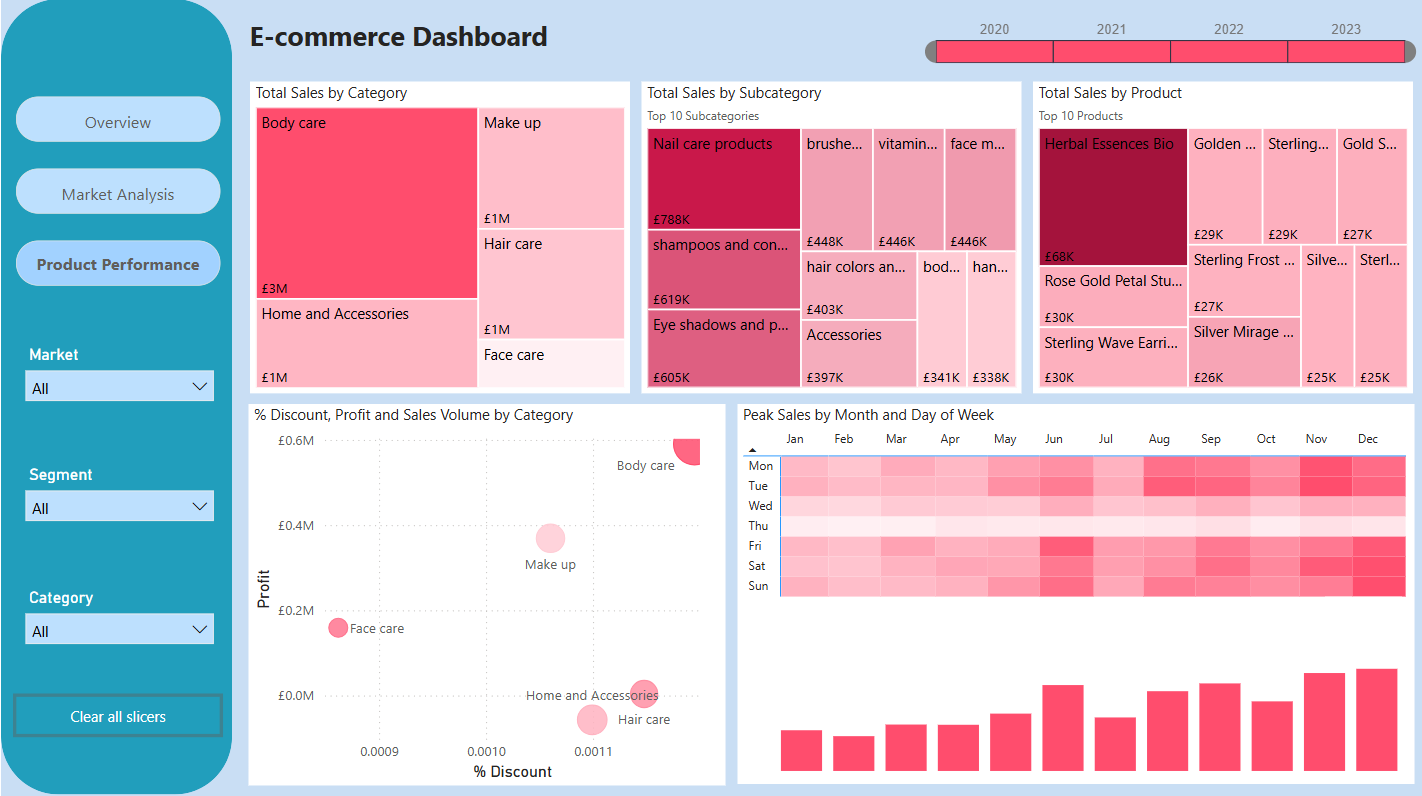 E-commerce Dashboard
2020 2021 2022 2023
Overview
Market Analysis
Product Performance
Market
All
Segment
All
Category
All
Clear all slicers
Total Sales by Category
Body care
£3M
Home and Accessories
£1M
Make up
£1M
Hair care
£1M
Face care
Total Sales by Subcategory
Top 10 Subcategories
Nail care products
£788K
shampoos and con...
£619K
Eye shadows and p...
£605K
brushe...
£448K
vitamin...
£446K
face m...
£446K
hair colors an...
£403K
Accessories
£397K
bod...
£341K
han...
£338K
Total Sales by Product
Top 10 Products
Herbal Essences Bio
£68K
Rose Gold Petal Stu...
£30K
Sterling Wave Earri...
£30K
Golden ...
£29K
Sterling...
£29K
Gold S...
£27K
Sterling Frost ...
£27K
Silver Mirage ...
£26K
Silve...
£25K
Sterl...
£25K
% Discount, Profit and Sales Volume by Category
Profit
£0.6M
£0.4M
£0.2M
£0.0M
Body care
Make up
Face care
Home and Accessories
Hair care
0.0009 0.0010 0.0011
% Discount
Peak Sales by Month and Day of Week
Jan Feb Mar Apr May Jun Jul Aug Sep Oct Nov Dec
Mon
Tue
Wed
Thu
Fri
Sat
Sun